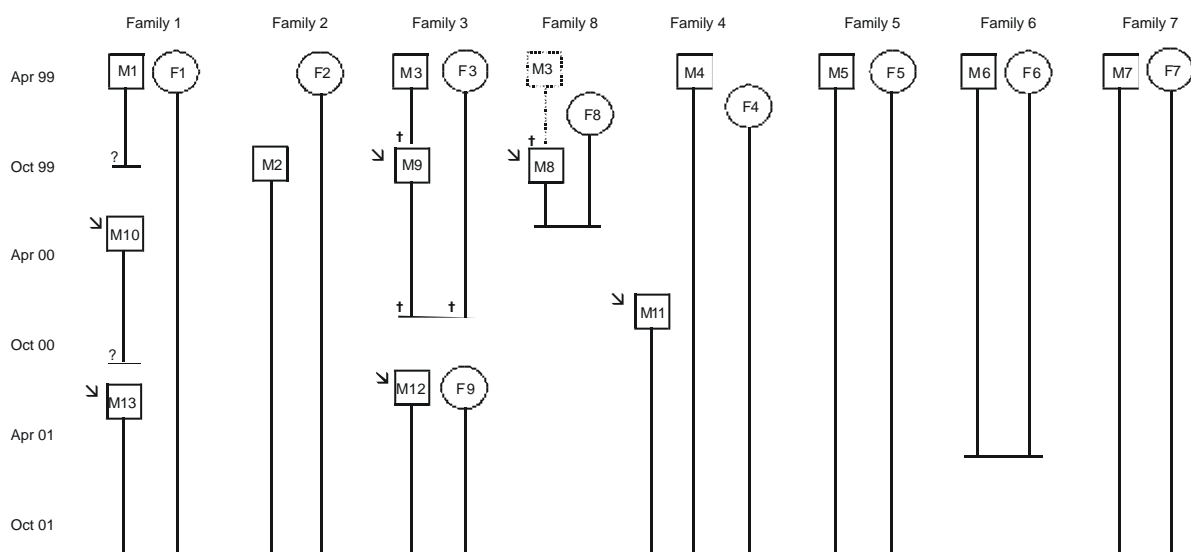 Family 1 Family 2 Family 3 Family 8 Family 4 Family 5 Family 6 Family 7
Apr 99 M1 F1 F2 M3 F3 M3 M4 M5 F5 M6 F6 M7 F7
F8 F4
† †
Oct 99 ? M2 M9 M8
M10
Apr 00
† † M11
Oct 00 ?
M13 M12 F9
Apr 01
Oct 01